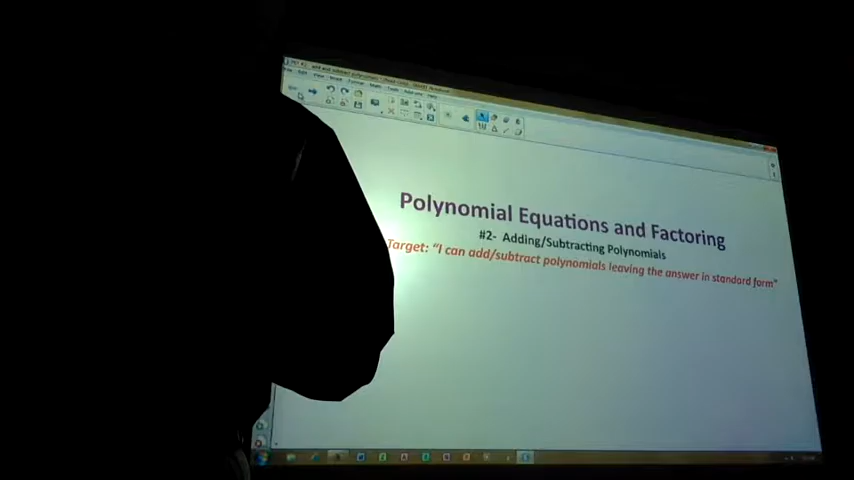 Polynomial Equations and Factoring
#2- Adding/Subtracting Polynomials
Target: "I can add/subtract polynomials leaving the answer in standard form"